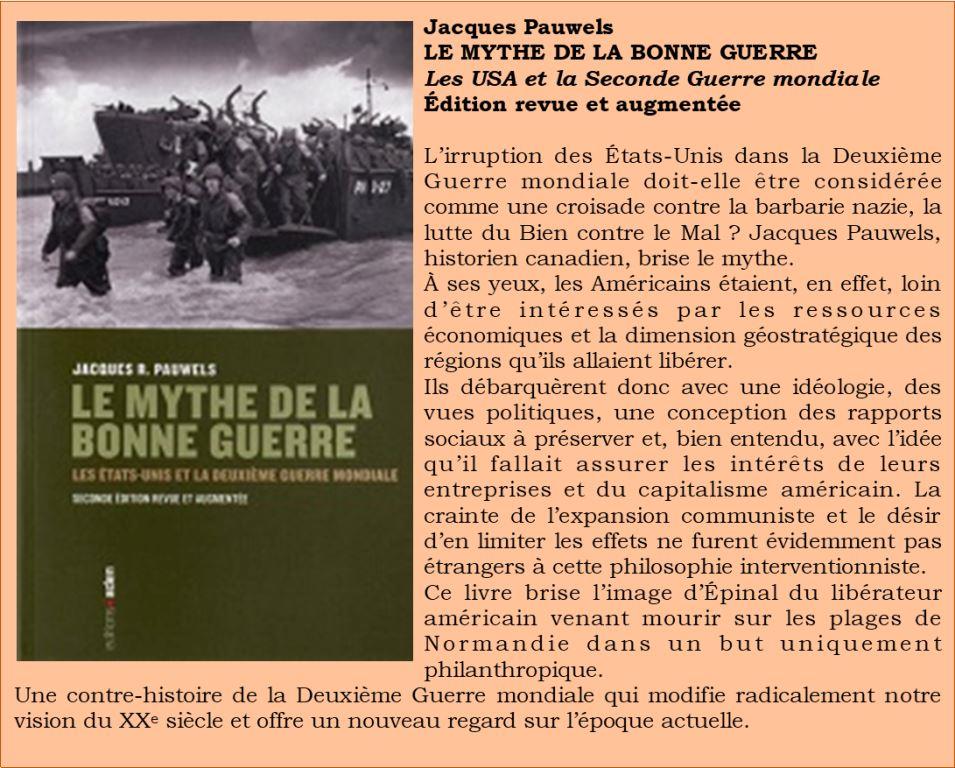 Jacques Pauwels
LE MYTHE DE LA BONNE GUERRE
Les USA et la Seconde Guerre mondiale
Édition revue et augmentée
L'irruption des États-Unis dans la Deuxième
Guerre mondiale doit-elle être considérée
comme une croisade contre la barbarie nazie, la
lutte du Bien contre le Mal ? Jacques Pauwels,
historien canadien, brise le mythe.
À ses yeux, les Américains étaient, en effet, loin
d'être intéressés par les ressources
économiques et la dimension géostratégique des
régions qu'ils allaient libérer.
Ils débarquèrent donc avec une idéologie, des
vues politiques, une conception des rapports
sociaux à préserver et, bien entendu, avec l'idée
qu'il fallait assurer les intérêts de leurs
entreprises et du capitalisme américain. La
crainte de l'expansion communiste et le désir
d'en limiter les effets ne furent évidemment pas
étrangers à cette philosophie interventionniste.
Ce livre brise l'image d'Épinal du libérateur
américain venant mourir sur les plages de
Normandie dans un but uniquement
philanthropique.
Une contre-histoire de la Deuxième Guerre mondiale qui modifie radicalement notre
vision du XXe siècle et offre un nouveau regard sur l'époque actuelle.
JACQUES R. PAUWELS
LE MYTHE DE LA
BONNE GUERRE
LES ÉTATS-UNIS ET LA DEUXIÈME GUERRE MONDIALE
SECONDE ÉDITION REVUE ET AUGMENTÉE
éditions aden